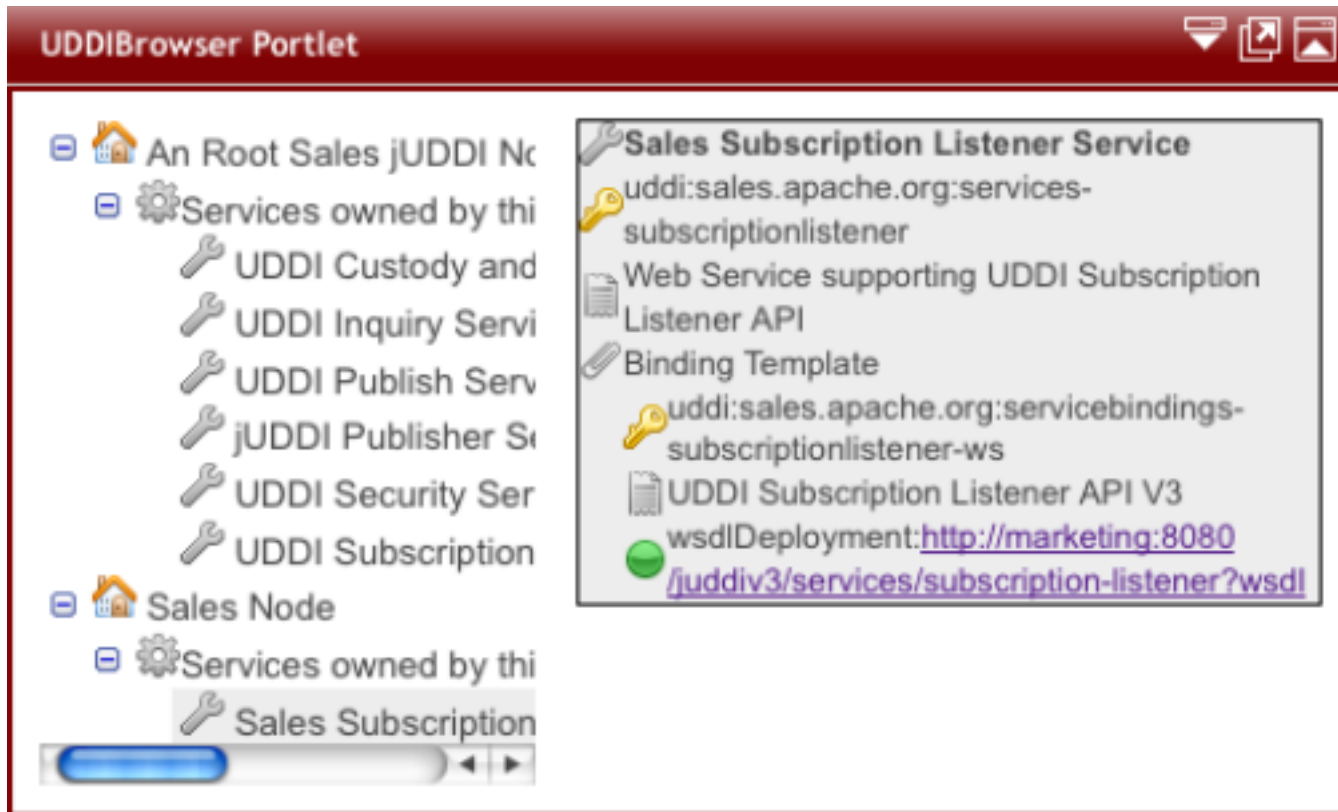 UDDIBrowser Portlet
An Root Sales jUDDI
Services owned by thi
UDDI Custody and
UDDI Inquiry Servi
UDDI Publish Serv
jUDDI Publisher
UDDI Security Ser
UDDI Subscription
Sales Node
Services owned by thi
Sales Subscription
Sales Subscription Listener Service
uddi:sales.apache.org:services-
subscriptionlistener
Web Service supporting UDDI Subscription
Listener API
Binding Template
uddi:sales.apache.org:servicebindings-
subscriptionlistener-ws
UDDI Subscription Listener API V3
wsdlDeployment:http://marketing:8080
/juddiv3/services/subscription-listener?wsdl